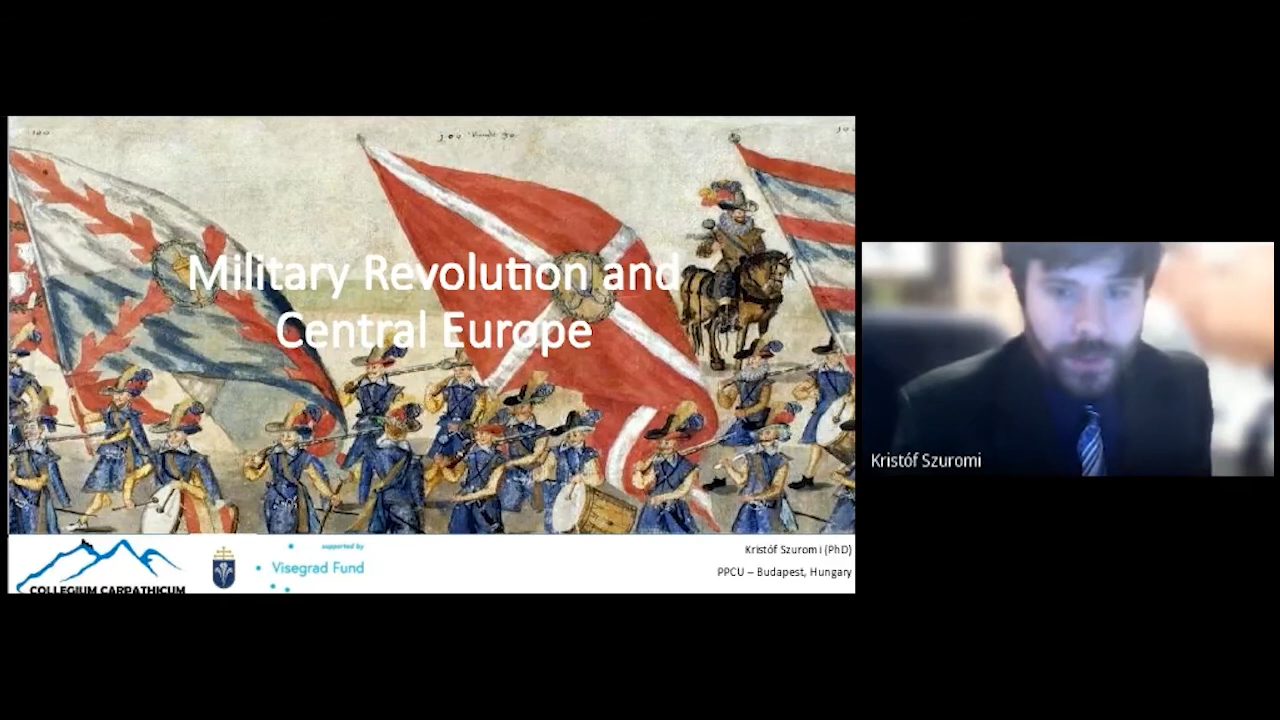 Military Revolution and
Central Europe
COLLEGIUM CARPATHICUM
supported by
Visegrad Fund
Kristóf Szuromi (PhD)
PPCU – Budapest, Hungary
Kristóf Szuromi